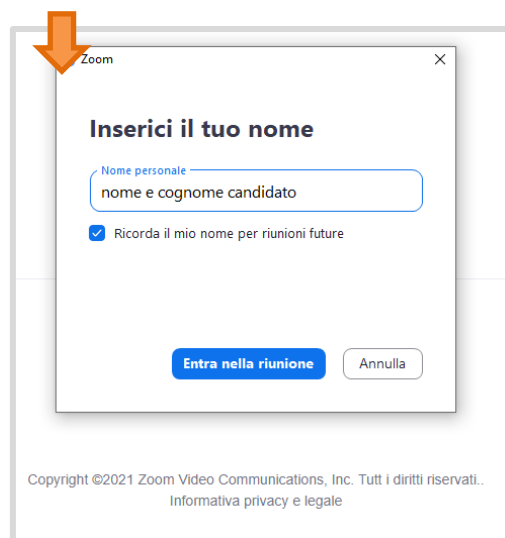 Zoom
Inserici il tuo nome
Nome personale
nome e cognome candidato
Ricorda il mio nome per riunioni future
Entra nella riunione
Annulla
Copyright ©2021 Zoom Video Communications, Inc. Tutt i diritti riservati..
Informativa privacy e legale